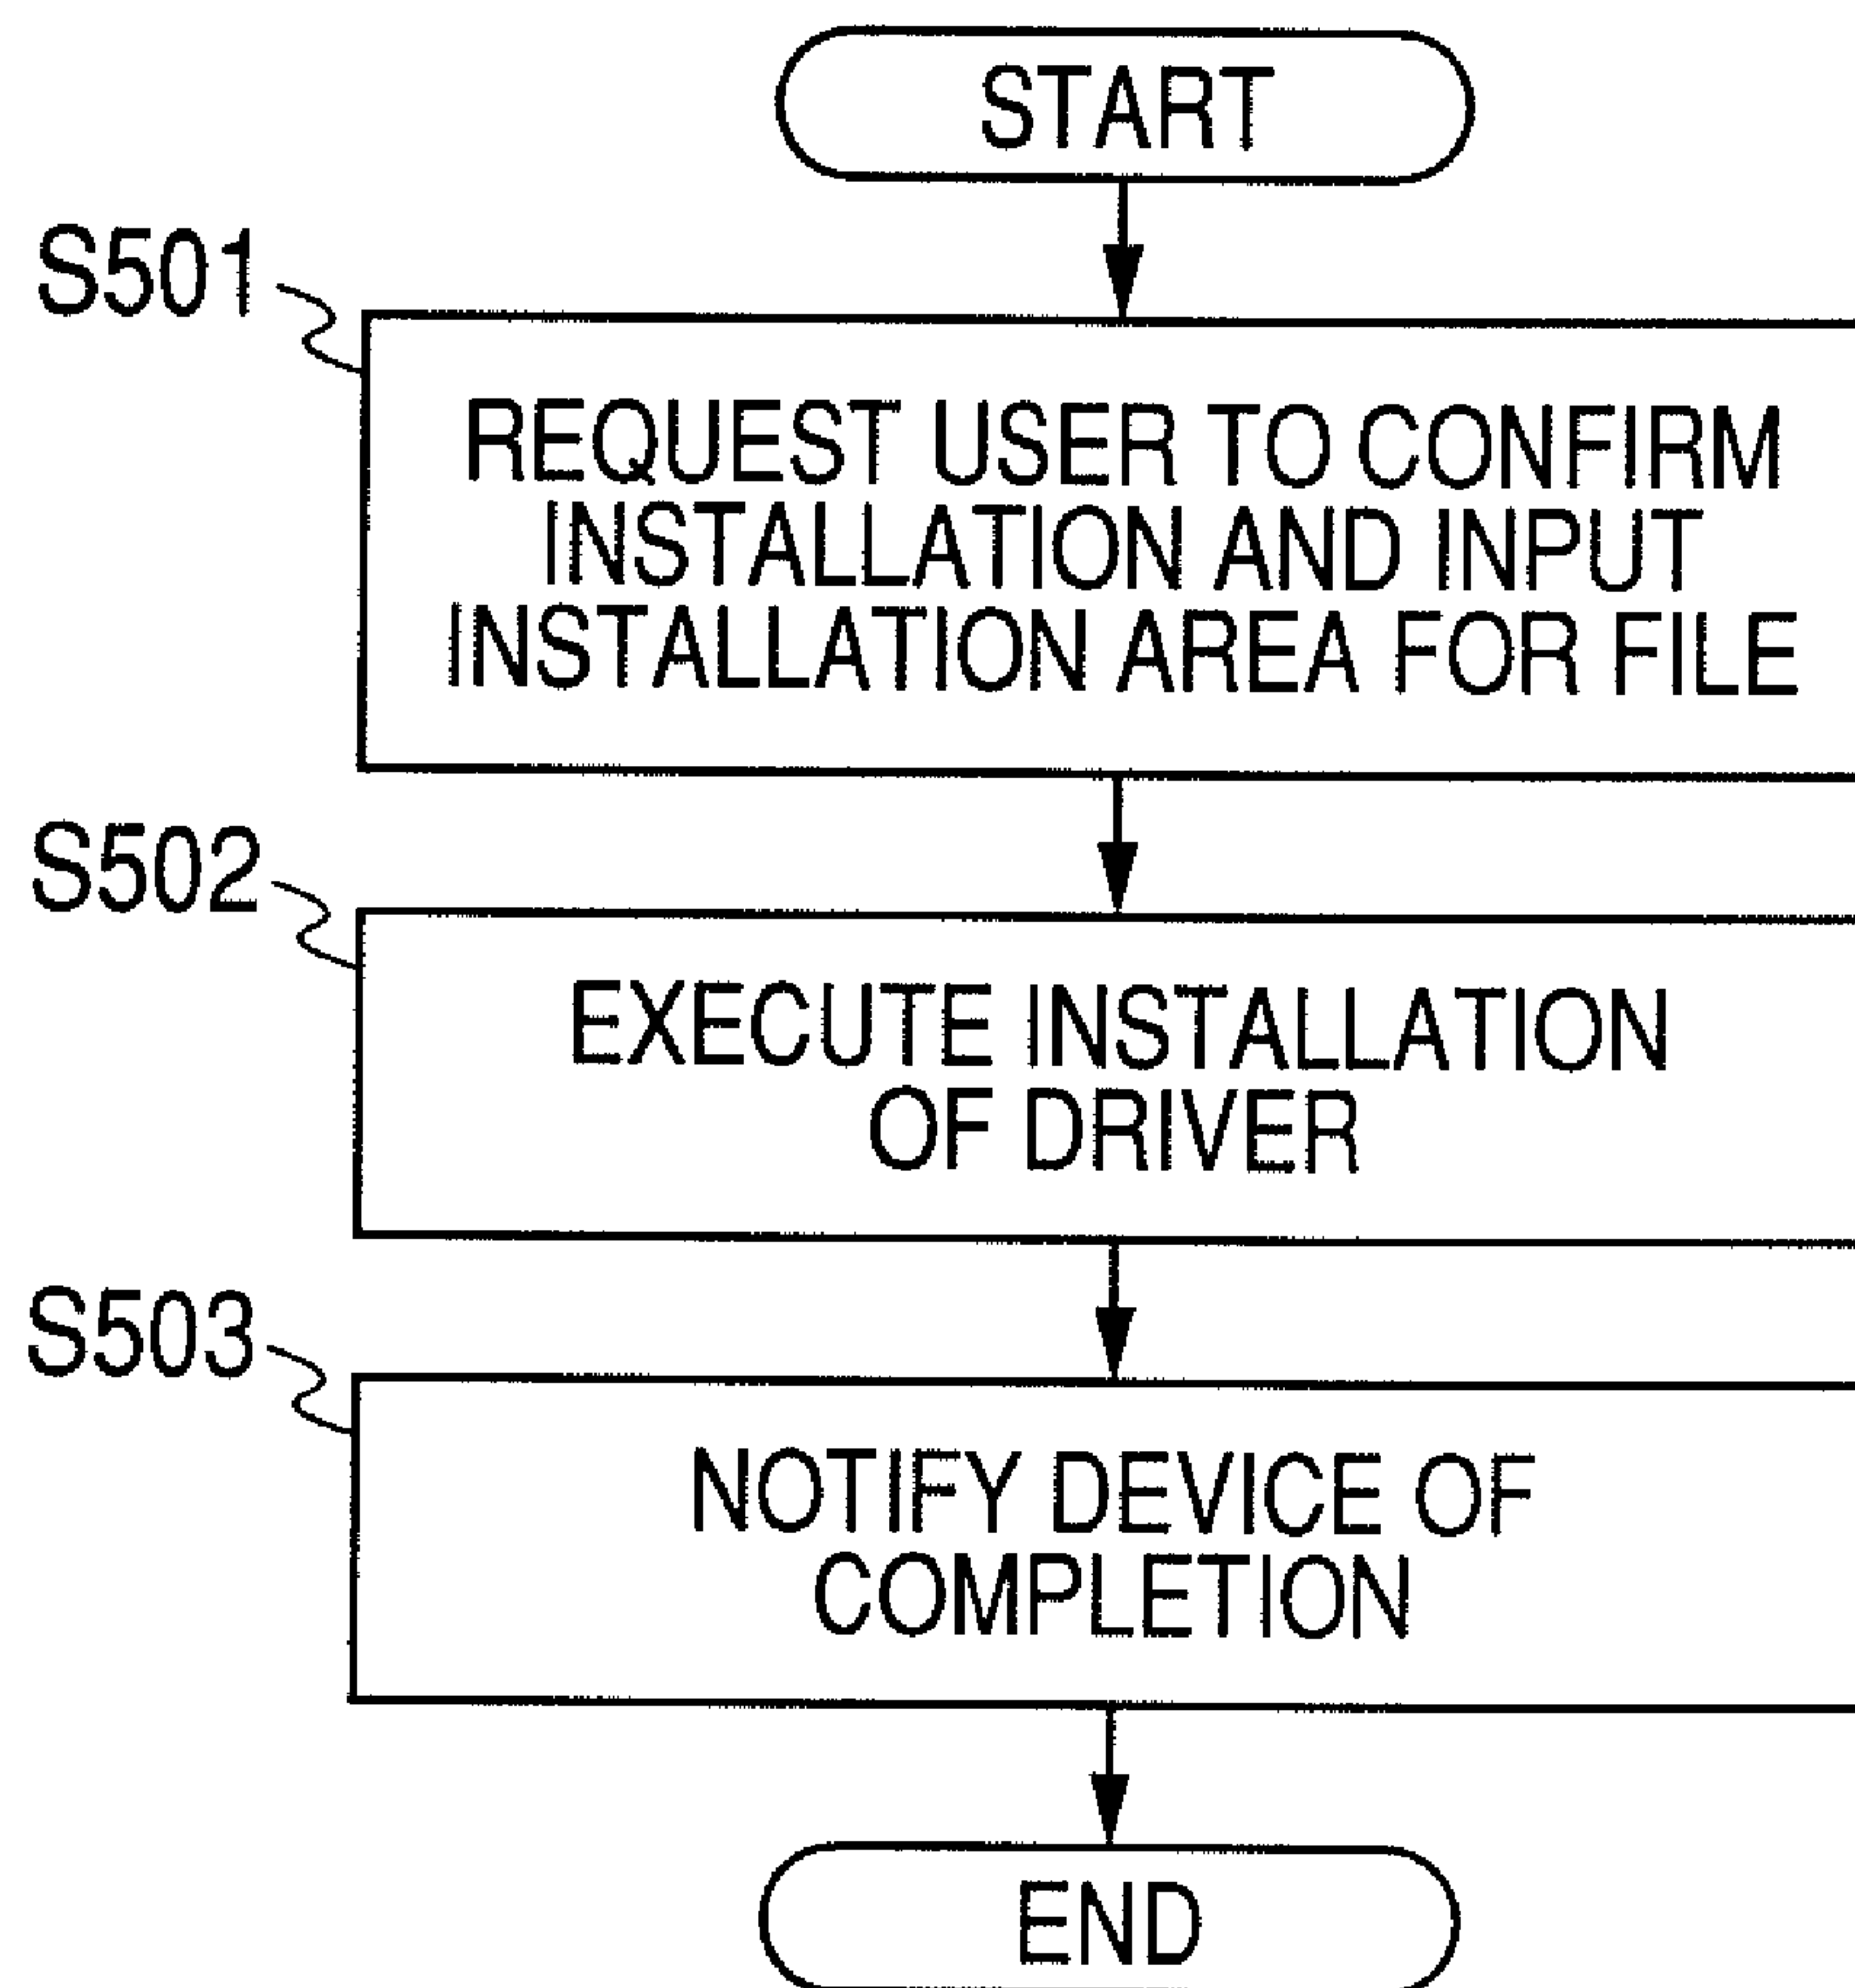 START
S501
REQUEST USER TO CONFIRM
INSTALLATION AND INPUT
INSTALLATION AREA FOR FILE
S502
EXECUTE INSTALLATION
OF DRIVER
S503
NOTIFY DEVICE OF
COMPLETION
END